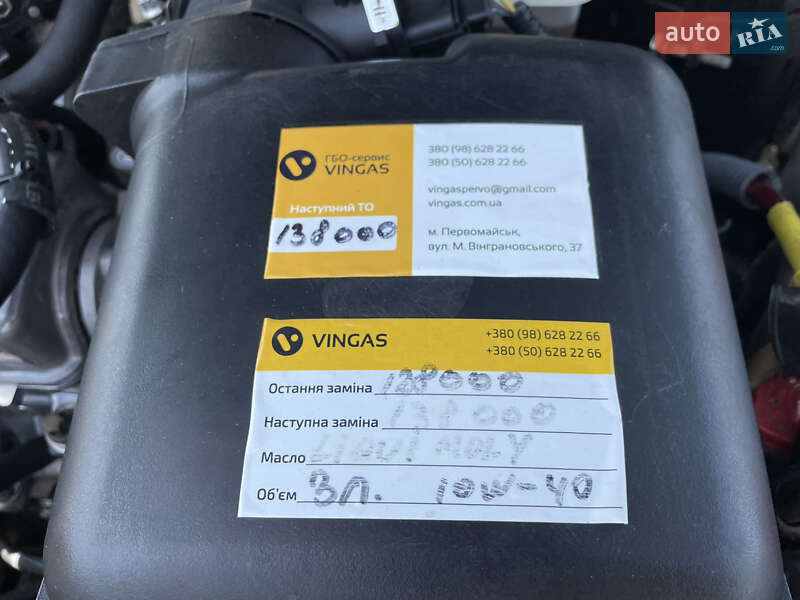 auto RIA.com
ГБО-сервис
VINGAS
Наступний ТО
138000
380 (98) 628 22 66
380 (50) 628 22 66
vingaspervo@gmail.com
vingas.com.ua
м. Первомайськ,
вул. М. Вінграновського, 37
VINGAS
+380 (98) 628 22 66
+380 (50) 628 22 66
Остання заміна 128000
Наступна заміна 138000
Масло LIQUI MOLY
Об'єм 3л. 10W-40